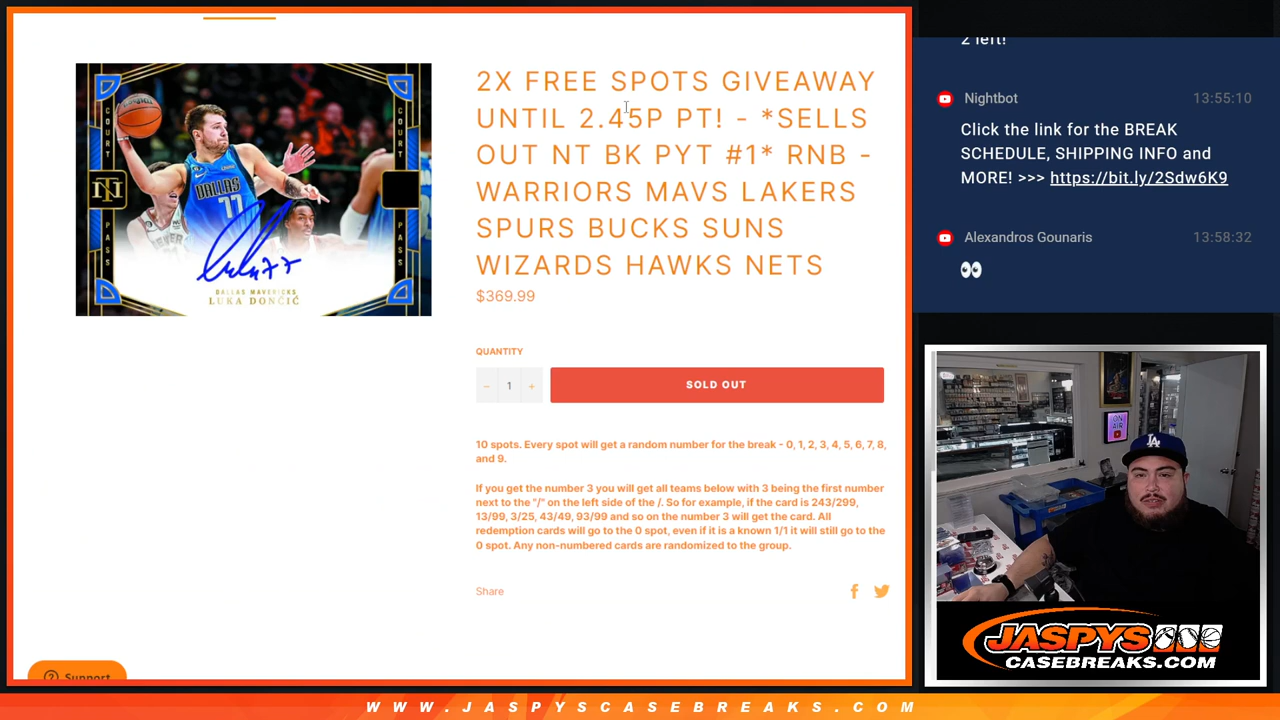 2X FREE SPOTS GIVEAWAY
UNTIL 2.45P PT! - *SELLS
OUT NT BK PYT #1* RNB -
WARRIORS MAVS LAKERS
SPURS BUCKS SUNS
WIZARDS HAWKS NETS
$369.99
QUANTITY
− 1 +
SOLD OUT
10 spots. Every spot will get a random number for the break - 0, 1, 2, 3, 4, 5, 6, 7, 8,
and 9.
If you get the number 3 you will get all teams below with 3 being the first number
next to the "/" on the left side of the /. So for example, if the card is 243/299,
13/99, 3/25, 43/49, 93/99 and so on the number 3 will get the card. All
redemption cards will go to the 0 spot, even if it is a known 1/1 it will still go to the
0 spot. Any non-numbered cards are randomized to the group.
Share
Support
COURT
PASS
COURT
PASS
N
DALLAS
77
DALLAS MAVERICKS
LUKA DONČIĆ
2 left!
Nightbot 13:55:10
Click the link for the BREAK
SCHEDULE, SHIPPING INFO and
MORE! >>> https://bit.ly/2Sdw6K9
Alexandros Gounaris 13:58:32
ON
AIR
LA
JASPYS
CASEBREAKS.COM
WWW.JASPYSCASEBREAKS.COM